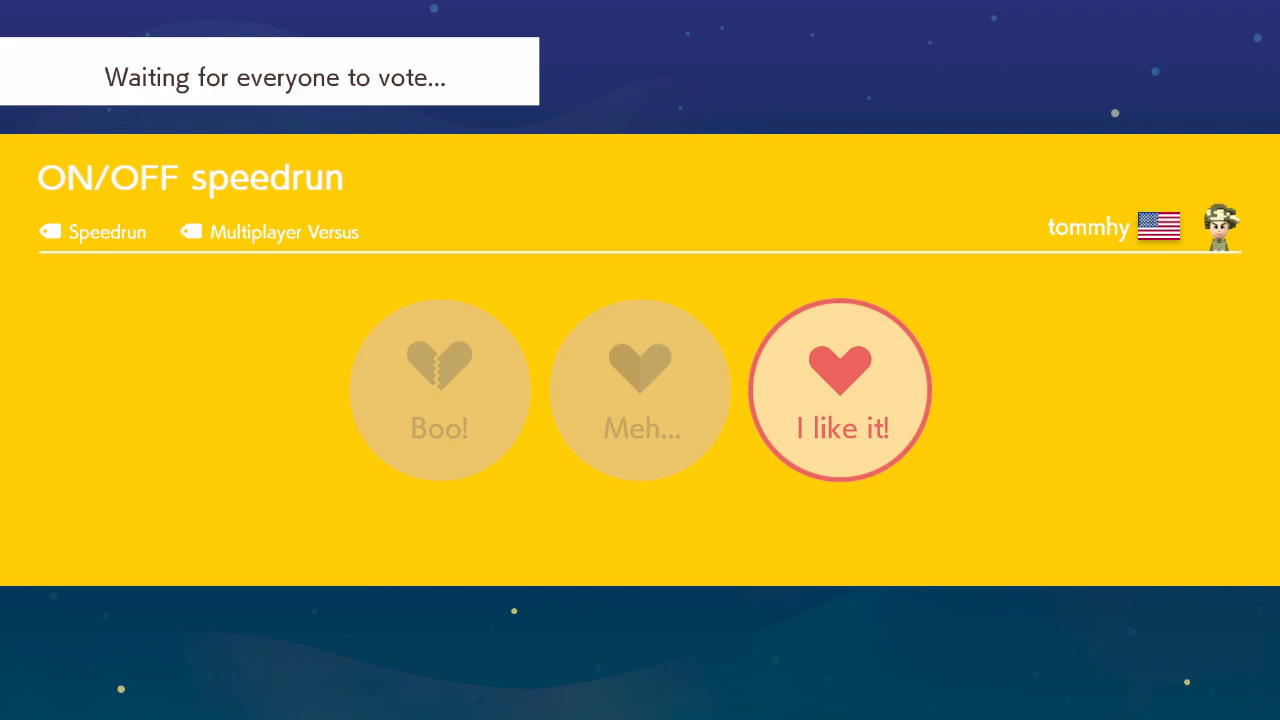 Waiting for everyone to vote...
ON/OFF speedrun
Speedrun Multiplayer Versus
tommhy
Boo! Meh... I like it!